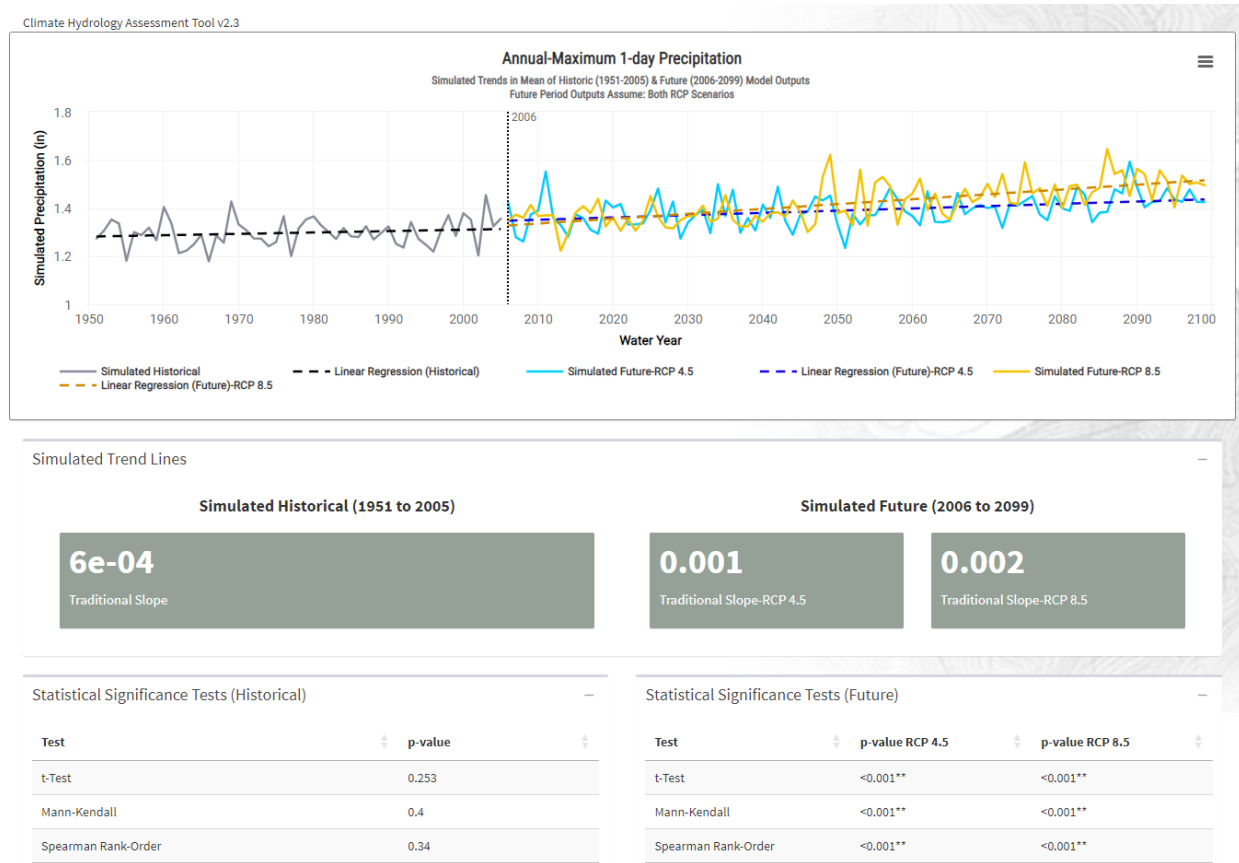 Climate Hydrology Assessment Tool v2.3
Annual-Maximum 1-day Precipitation
Simulated Trends in Mean of Historic (1951-2005) & Future (2006-2099) Model Outputs
Future Period Outputs Assume: Both RCP Scenarios
Simulated Precipitation (in)
1.8
1.6
1.4
1.2
1
2006
1950 1960 1970 1980 1990 2000 2010 2020 2030 2040 2050 2060 2070 2080 2090 2100
Water Year
Simulated Historical Linear Regression (Historical) Simulated Future-RCP 4.5 Linear Regression (Future)-RCP 4.5 Simulated Future-RCP 8.5
Linear Regression (Future)-RCP 8.5
Simulated Trend Lines
Simulated Historical (1951 to 2005) Simulated Future (2006 to 2099)
6e-04 0.001 0.002
Traditional Slope Traditional Slope-RCP 4.5 Traditional Slope-RCP 8.5
Statistical Significance Tests (Historical)
Test p-value
t-Test 0.253
Mann-Kendall 0.4
Spearman Rank-Order 0.34
Statistical Significance Tests (Future)
Test p-value RCP 4.5 p-value RCP 8.5
t-Test <0.001** <0.001**
Mann-Kendall <0.001** <0.001**
Spearman Rank-Order <0.001** <0.001**